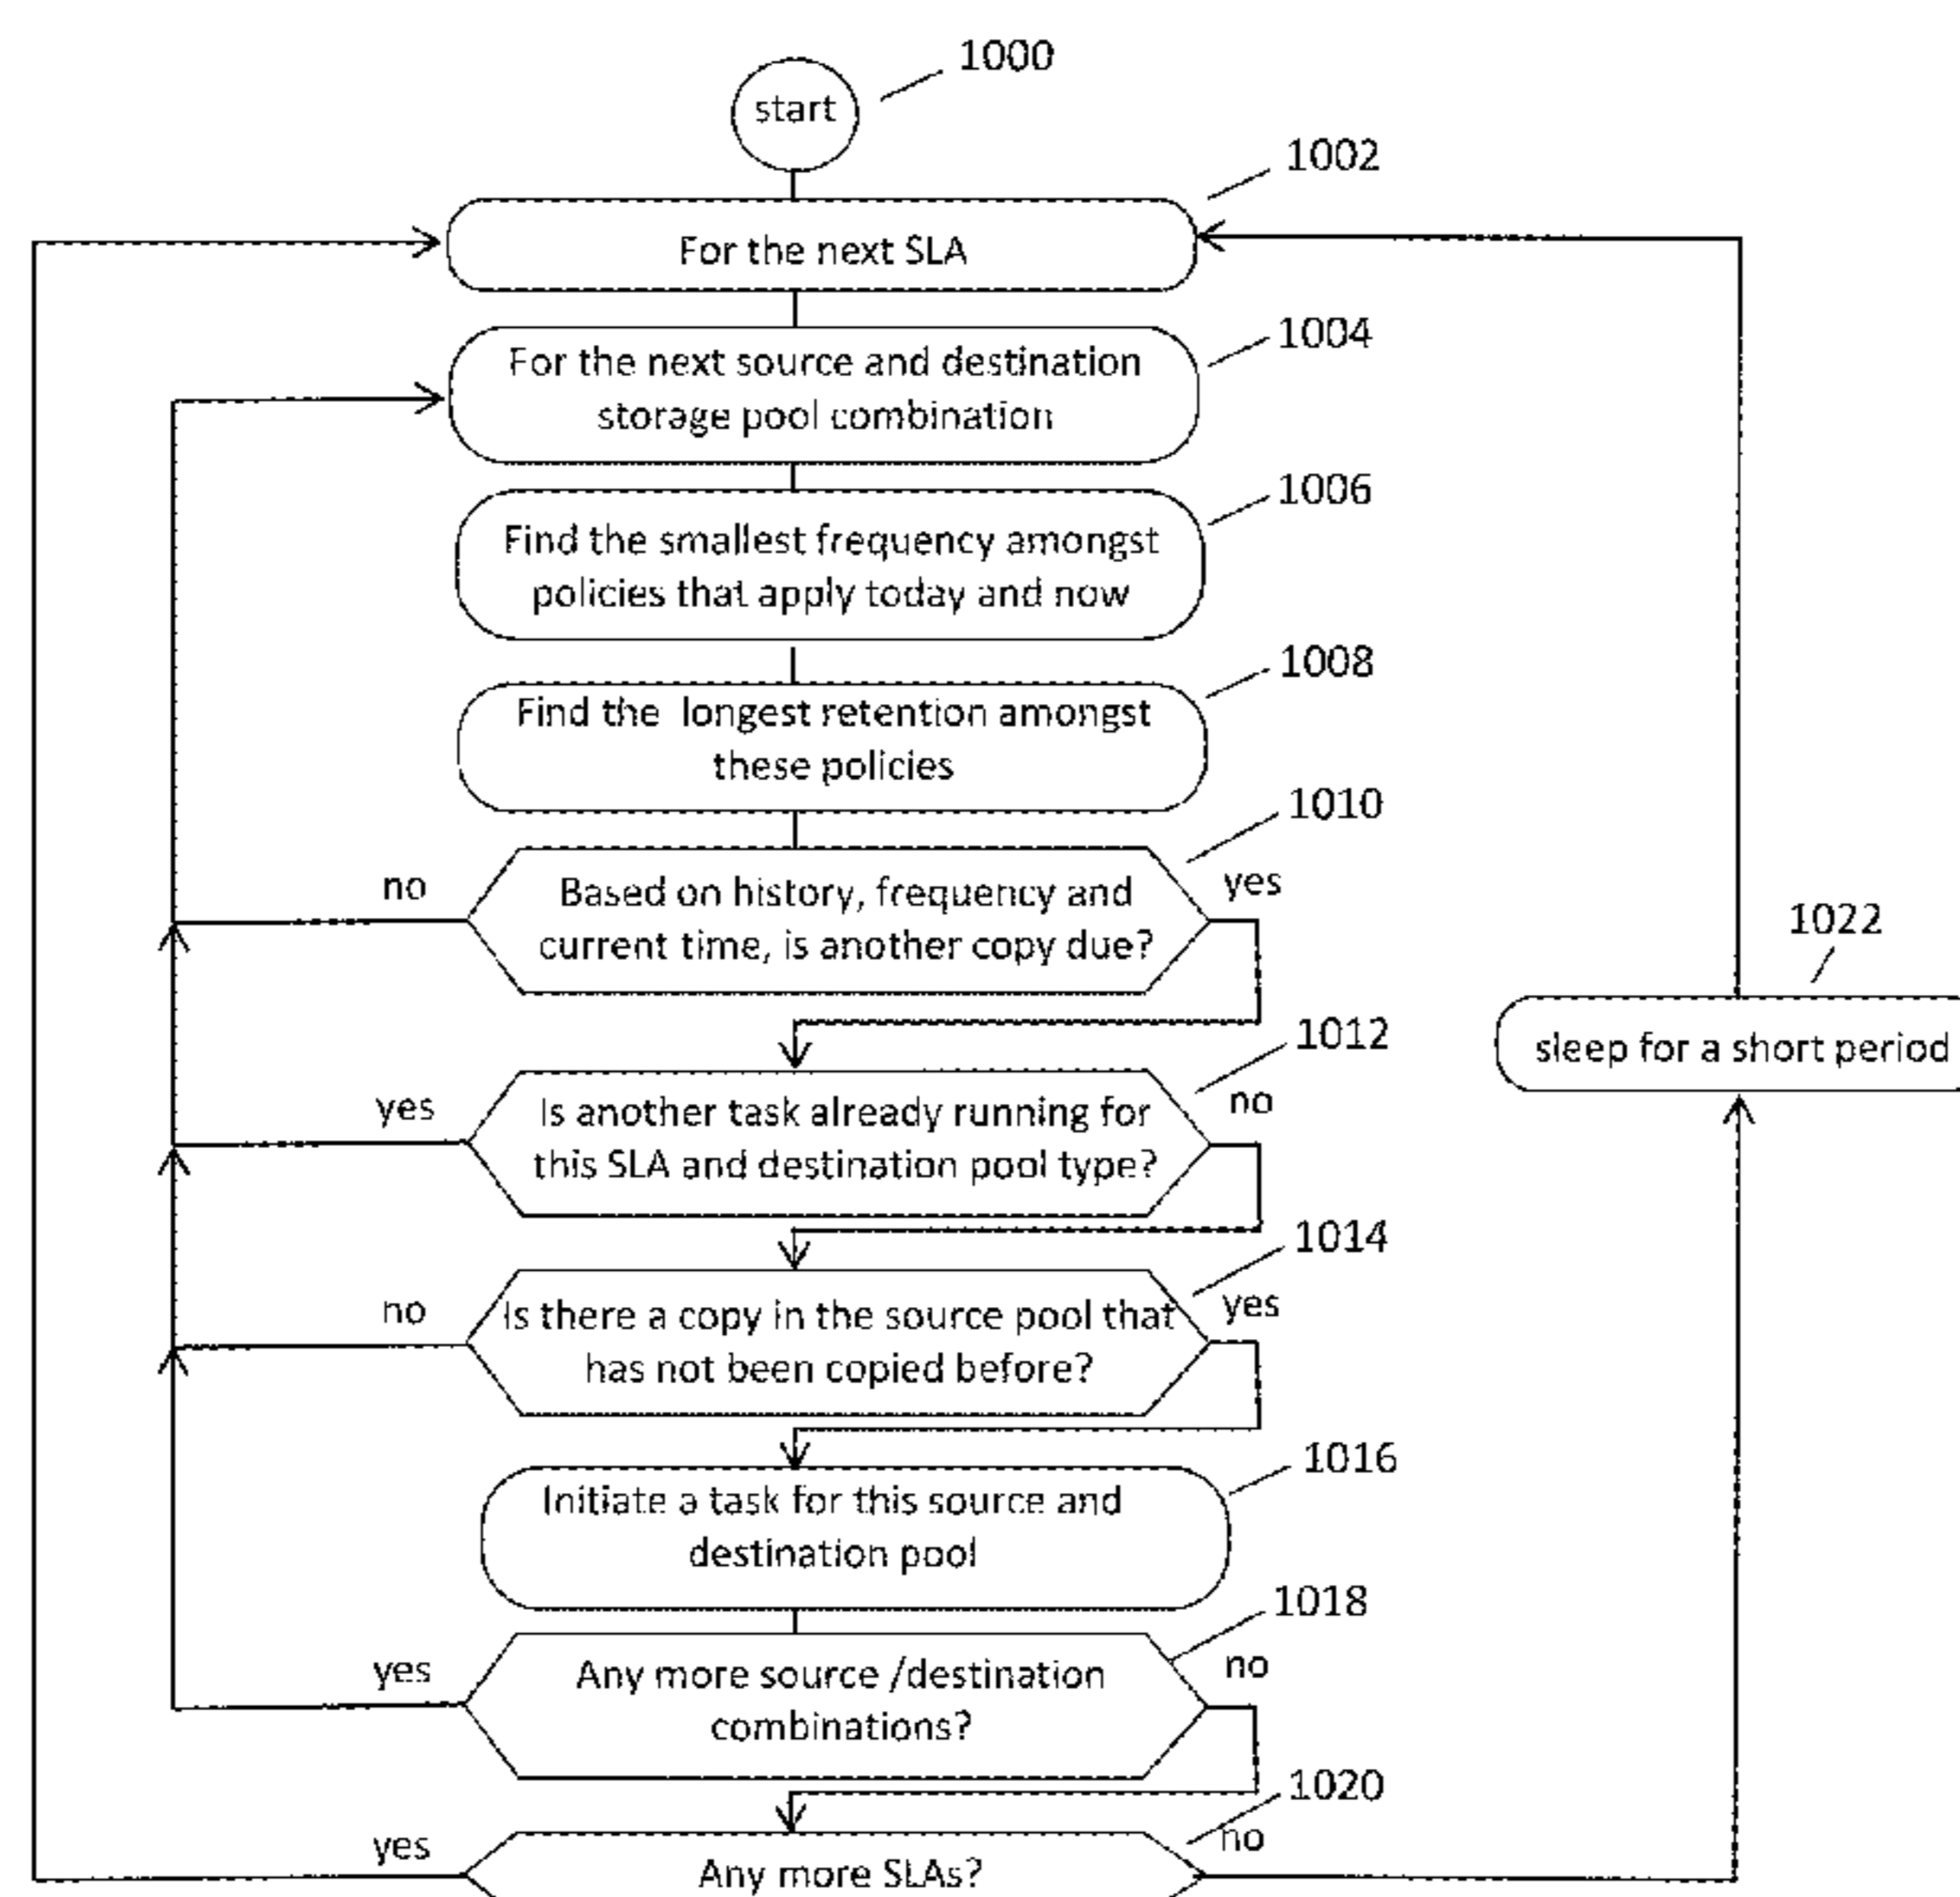 1000
start
1002
For the next SLA
1004
For the next source and destination
storage pool combination
1006
Find the smallest frequency amongst
policies that apply today and now
1008
Find the longest retention amongst
these policies
1010
no
yes
Based on history, frequency and
current time, is another copy due?
1022
sleep for a short period
1012
yes
no
Is another task already running for
this SLA and destination pool type?
1014
no
yes
Is there a copy in the source pool that
has not been copied before?
1016
Initiate a task for this source and
destination pool
1018
yes
no
Any more source /destination
combinations?
1020
yes
no
Any more SLAs?